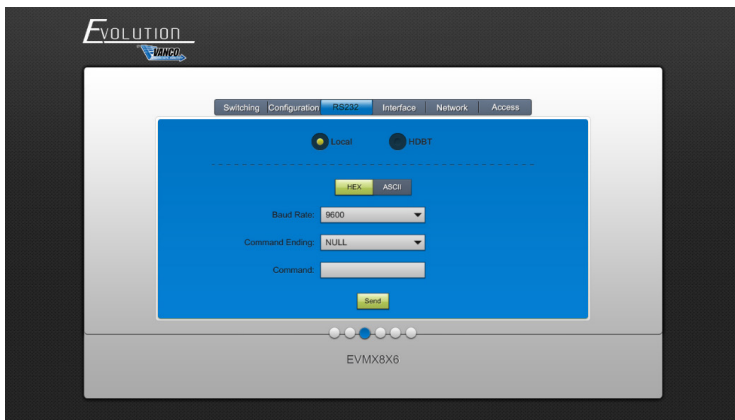 Evolution
VANCO
Switching Configuration RS232 Interface Network Access
Local HDBT
HEX ASCII
Baud Rate: 9600
Command Ending: NULL
Command:
Send
EVMX8X6